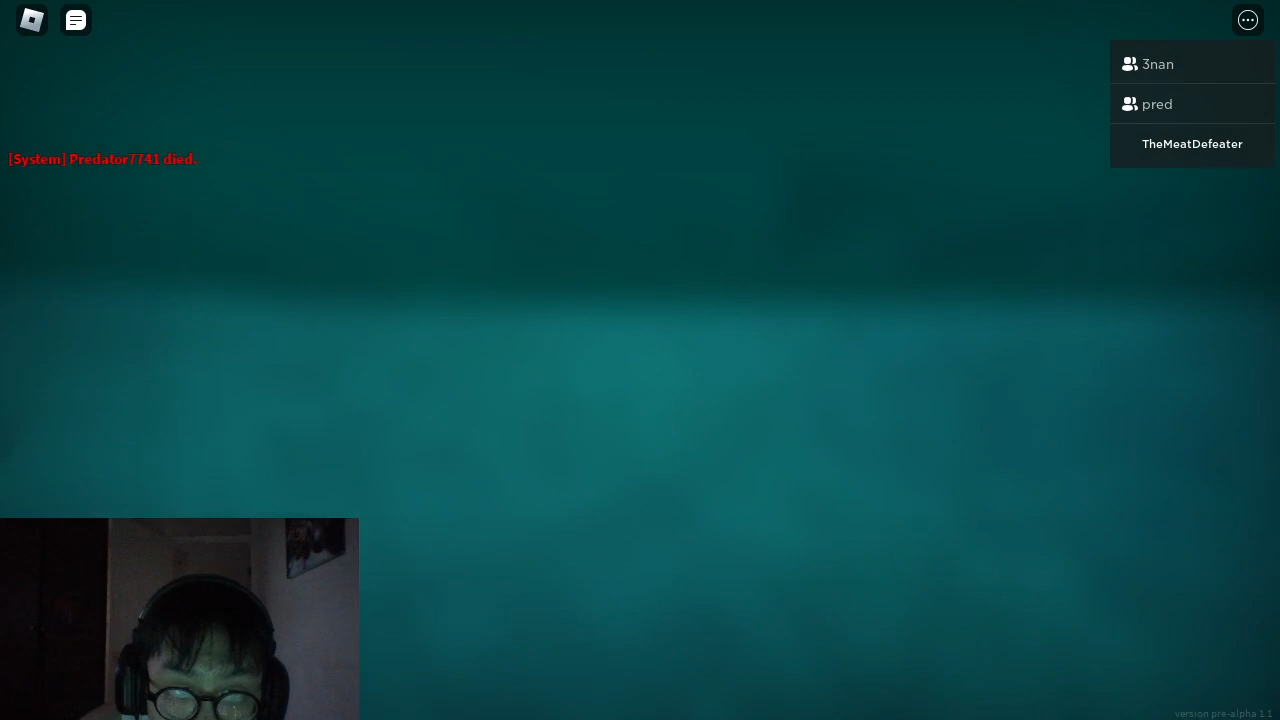 3nan
pred
[System] Predator7741 died.
TheMeatDefeater
version pre-alpha 1.1